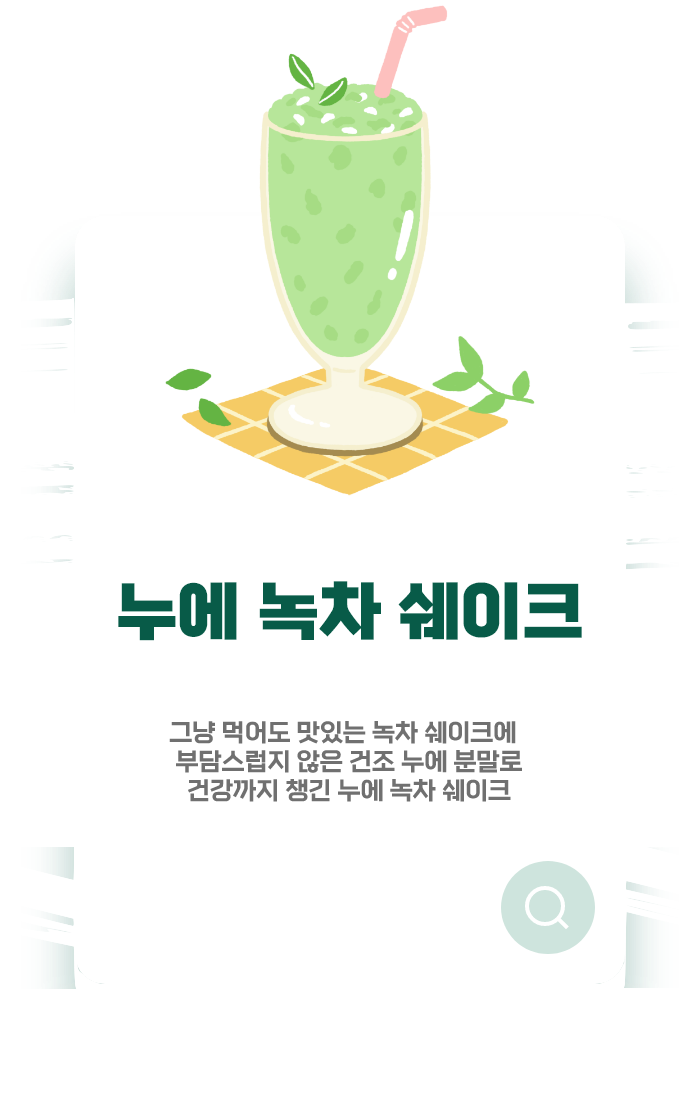 누에 녹차 쉐이크
그냥 먹어도 맛있는 녹차 쉐이크에
부담스럽지 않은 건조 누에 분말로
건강까지 챙긴 누에 녹차 쉐이크